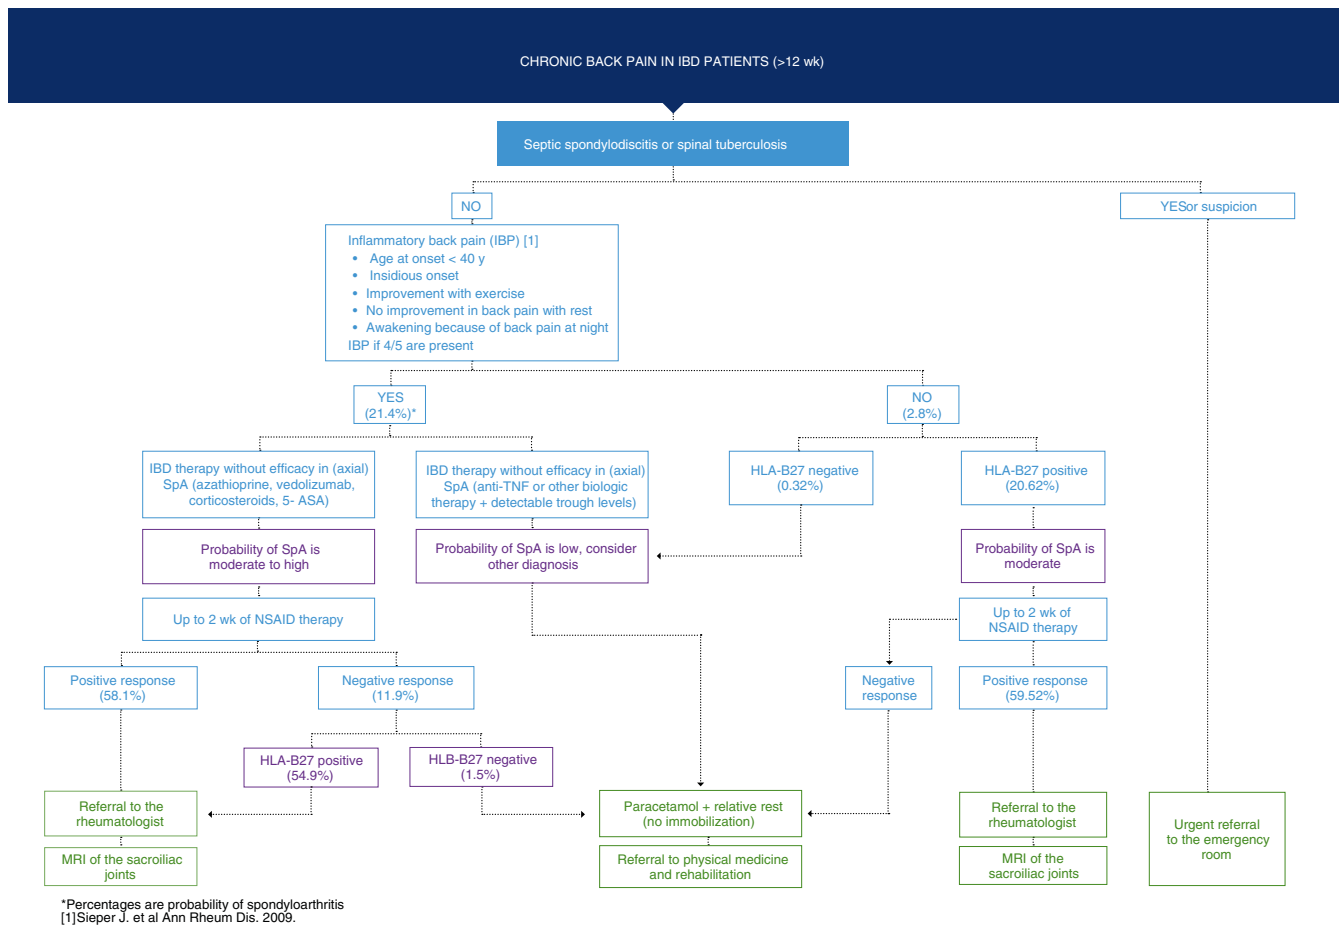 CHRONIC BACK PAIN IN IBD PATIENTS (>12 wk)
Septic spondylodiscitis or spinal tuberculosis
NO
YESor suspicion
Inflammatory back pain (IBP) [1]
• Age at onset < 40 y
• Insidious onset
• Improvement with exercise
• No improvement in back pain with rest
• Awakening because of back pain at night
IBP if 4/5 are present
YES
(21.4%)*
NO
(2.8%)
IBD therapy without efficacy in (axial)
SpA (azathioprine, vedolizumab,
corticosteroids, 5- ASA)
IBD therapy without efficacy in (axial)
SpA (anti-TNF or other biologic
therapy + detectable trough levels)
HLA-B27 negative
(0.32%)
HLA-B27 positive
(20.62%)
Probability of SpA is
moderate to high
Probability of SpA is low, consider
other diagnosis
Probability of SpA is
moderate
Up to 2 wk of NSAID therapy
Up to 2 wk of
NSAID therapy
Positive response
(58.1%)
Negative response
(11.9%)
Negative
response
Positive response
(59.52%)
HLA-B27 positive
(54.9%)
HLB-B27 negative
(1.5%)
Referral to the
rheumatologist
Paracetamol + relative rest
(no immobilization)
Referral to the
rheumatologist
Urgent referral
to the emergency
room
MRI of the sacroiliac
joints
Referral to physical medicine
and rehabilitation
MRI of the
sacroiliac joints
*Percentages are probability of spondyloarthritis
[1]Sieper J. et al Ann Rheum Dis. 2009.